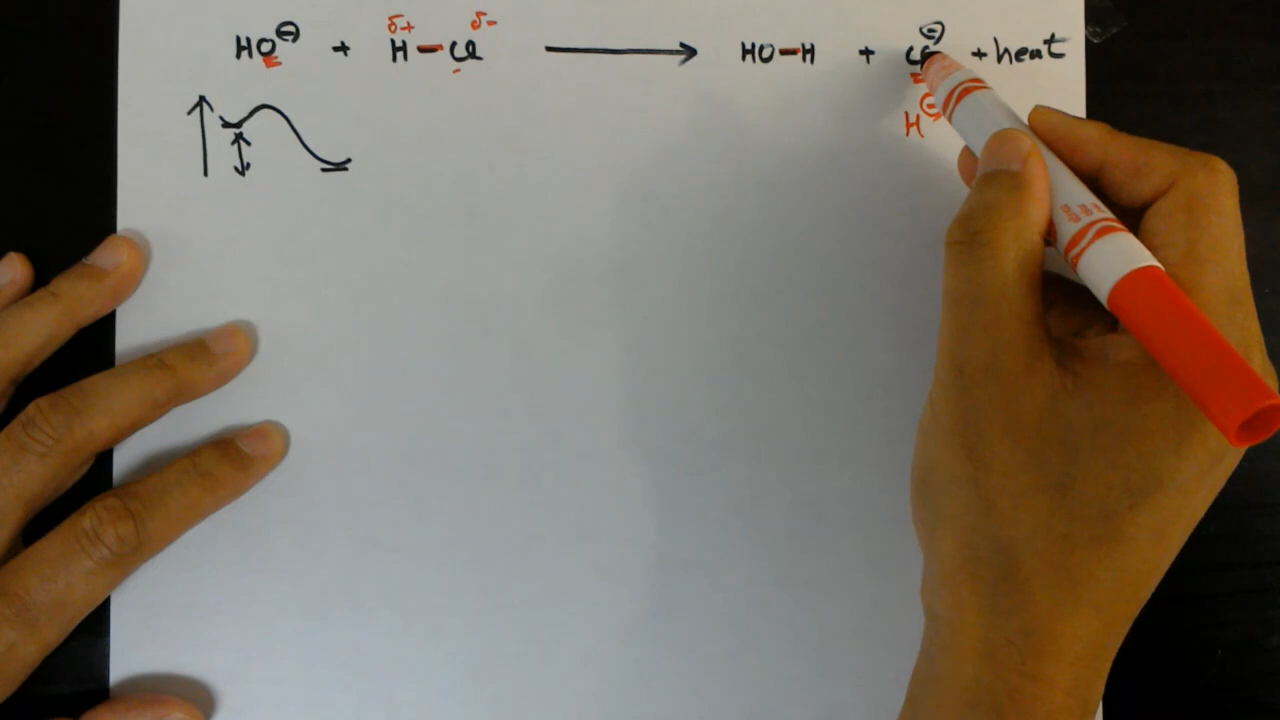 δ+ δ-
HO⊖ + H–Cl ⟶ HO–H + Cl⊖ + heat
H⊖